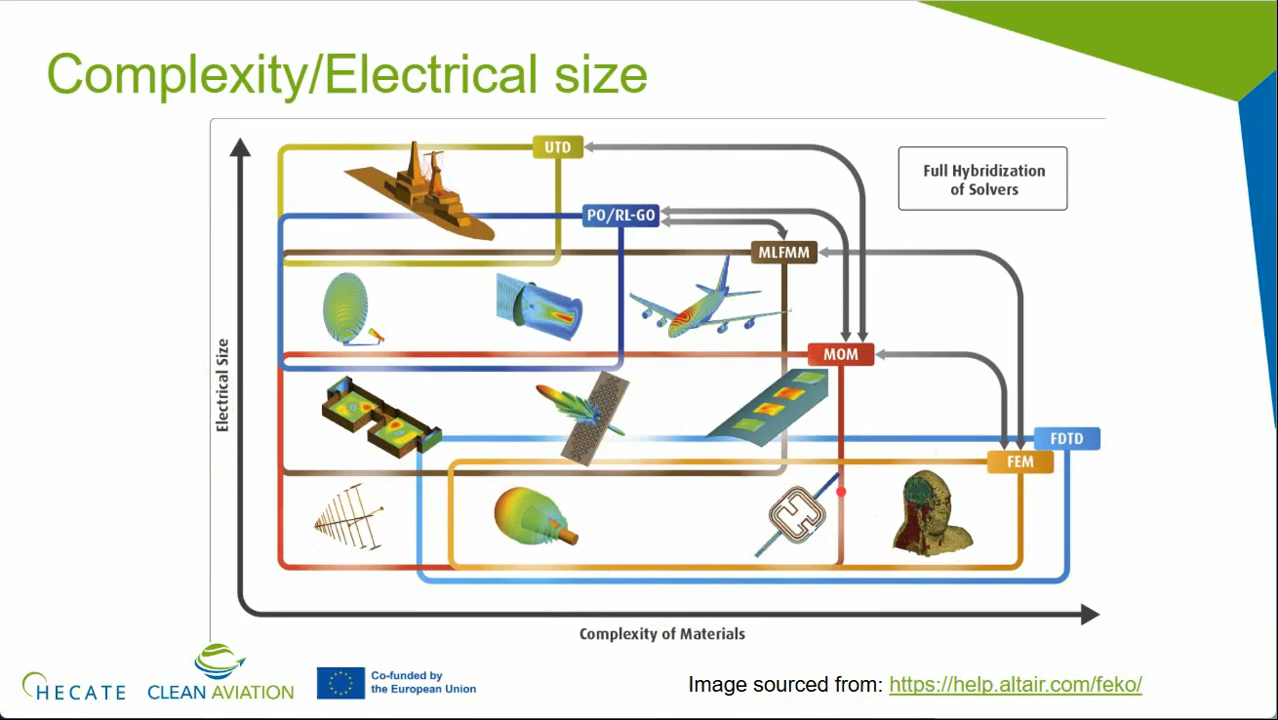 Complexity/Electrical size
UTD
Full Hybridization
of Solvers
PO/RL-GO
MLFMM
MOM
Electrical Size
FDTD
FEM
Complexity of Materials
HECATE
CLEAN AVIATION
Co-funded by
the European Union
Image sourced from: https://help.altair.com/feko/